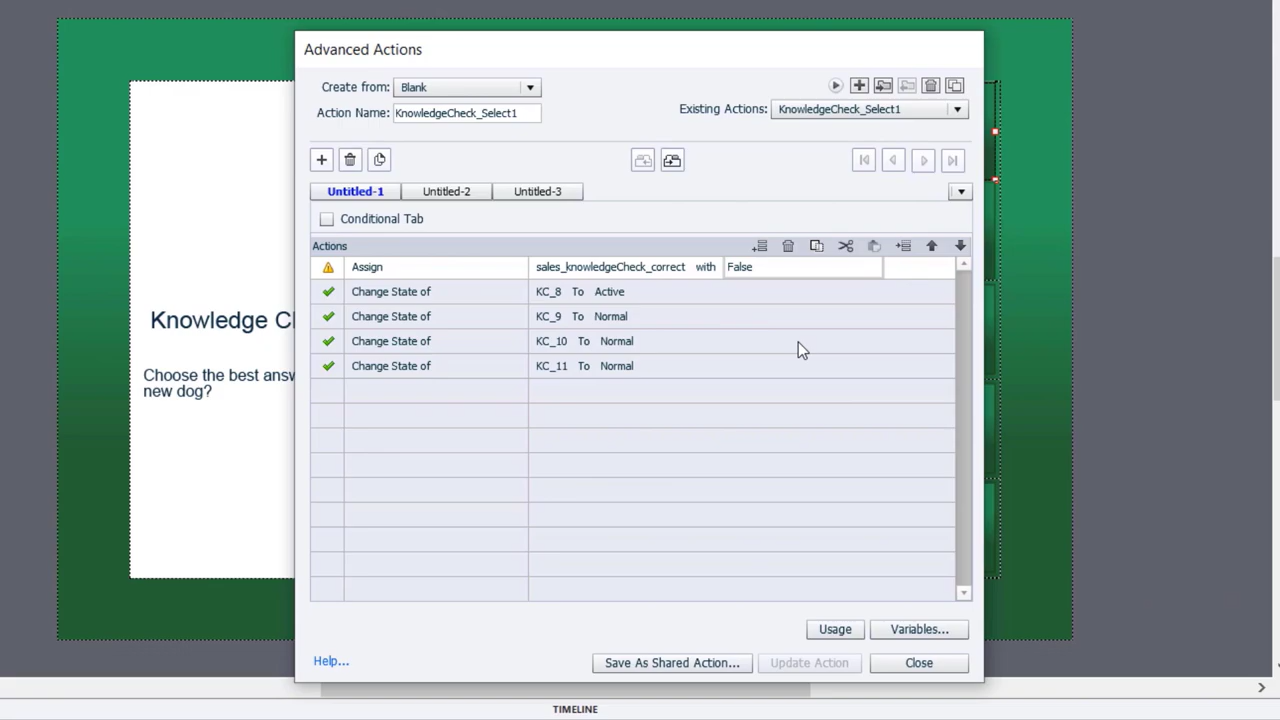 Advanced Actions
Create from: Blank
Action Name: KnowledgeCheck_Select1
Existing Actions: KnowledgeCheck_Select1
Untitled-1 Untitled-2 Untitled-3
Conditional Tab
Actions
Assign sales_knowledgeCheck_correct with False
Change State of KC_8 To Active
Change State of KC_9 To Normal
Change State of KC_10 To Normal
Change State of KC_11 To Normal
Knowledge C
Choose the best answ
new dog?
Usage Variables...
Help... Save As Shared Action... Update Action Close
TIMELINE